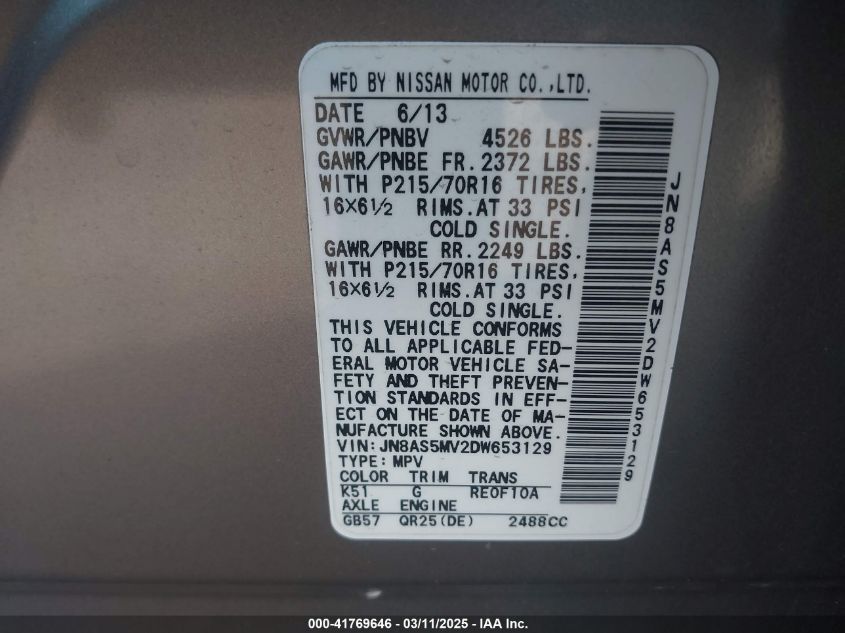 MFD BY NISSAN MOTOR CO.,LTD.
DATE 6/13
GVWR/PNBV 4526 LBS.
GAWR/PNBE FR. 2372 LBS.
WITH P215/70R16 TIRES,
16X6½ RIMS.AT 33 PSI
COLD SINGLE.
GAWR/PNBE RR. 2249 LBS.
WITH P215/70R16 TIRES,
16X6½ RIMS.AT 33 PSI
COLD SINGLE.
THIS VEHICLE CONFORMS
TO ALL APPLICABLE FED-
ERAL MOTOR VEHICLE SA-
FETY AND THEFT PREVEN-
TION STANDARDS IN EFF-
ECT ON THE DATE OF MA-
NUFACTURE SHOWN ABOVE.
VIN:JN8AS5MV2DW653129
TYPE:MPV
COLOR TRIM TRANS
K51 G RE0F10A
AXLE ENGINE
GB57 QR25(DE) 2488CC
JN8AS5MV2DW653129
000-41769646 - 03/11/2025 - IAA Inc.